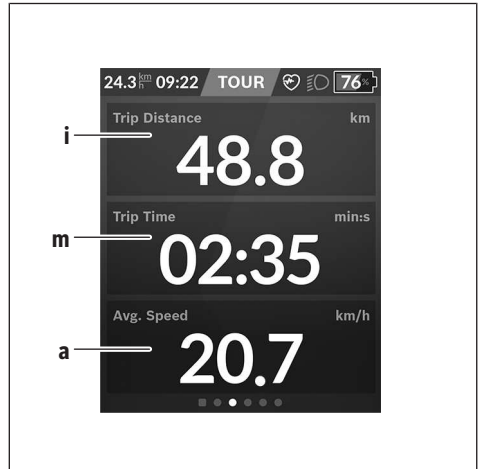 24.3 km/h 09:22 TOUR 76%
i Trip Distance km
48.8
m Trip Time min:s
02:35
a Avg. Speed km/h
20.7